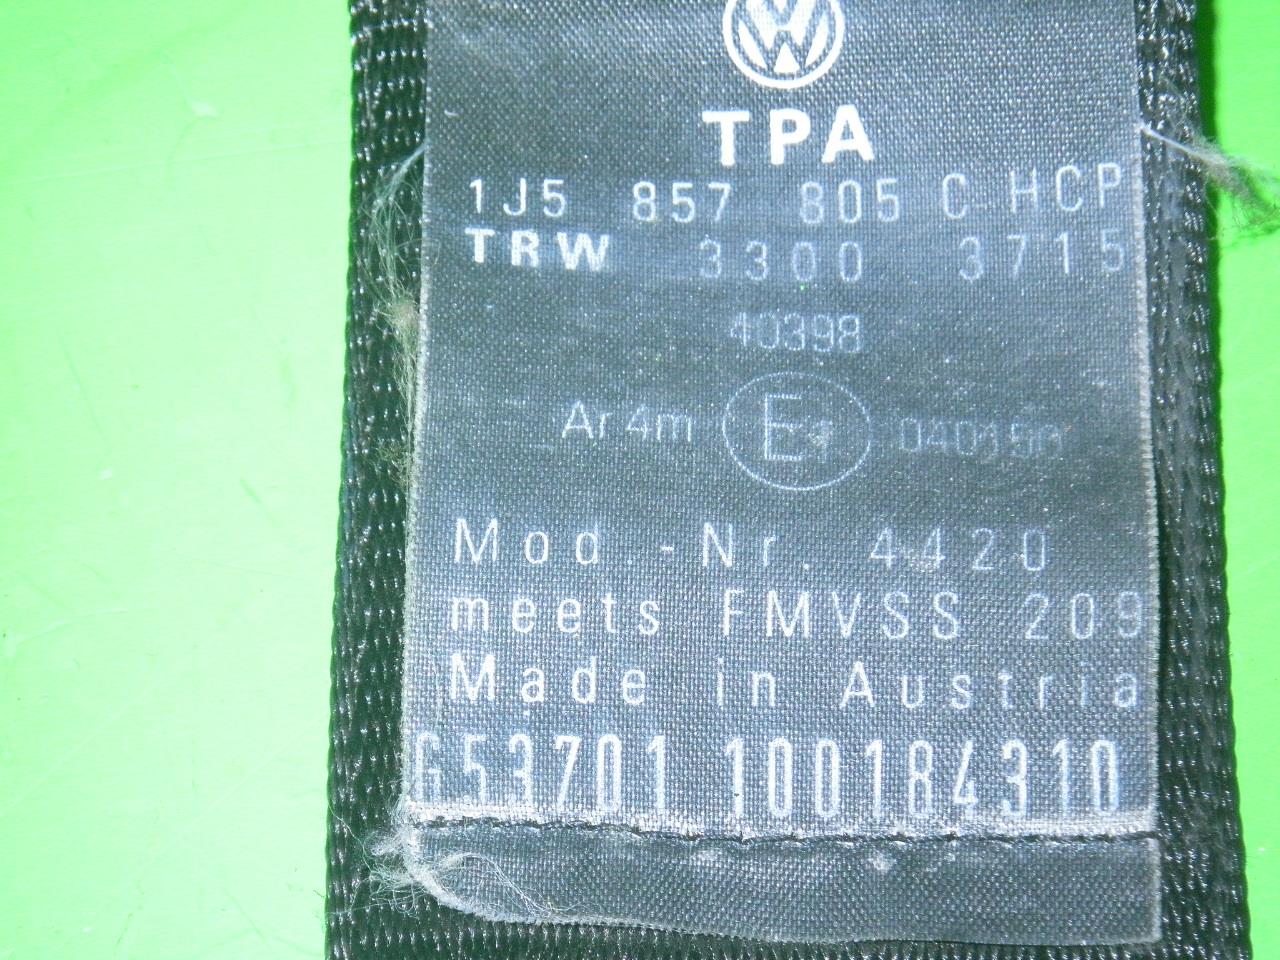 TPA
1J5 857 805 C HCP
TRW 3300 3715
40398
Ar 4m E
Mod.-Nr. 4420
meets FMVSS 209
Made in Austria
G53701 100184310